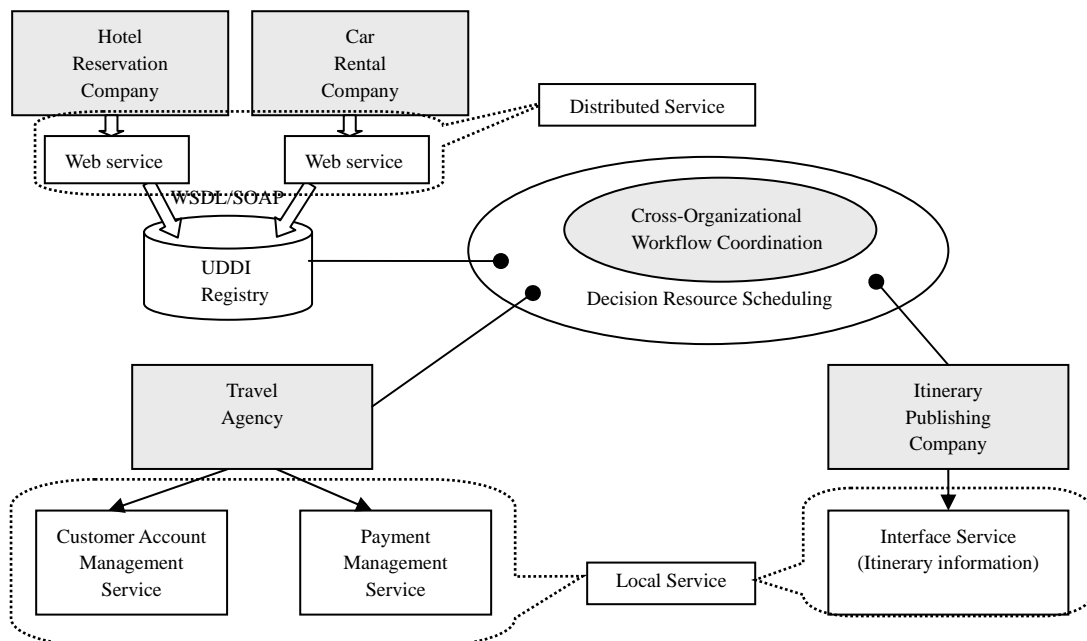 Hotel
Reservation
Company
Car
Rental
Company
Distributed Service
Web service
Web service
WSDL/SOAP
UDDI
Registry
Cross-Organizational
Workflow Coordination
Decision Resource Scheduling
Travel
Agency
Itinerary
Publishing
Company
Customer Account
Management
Service
Payment
Management
Service
Local Service
Interface Service
(Itinerary information)